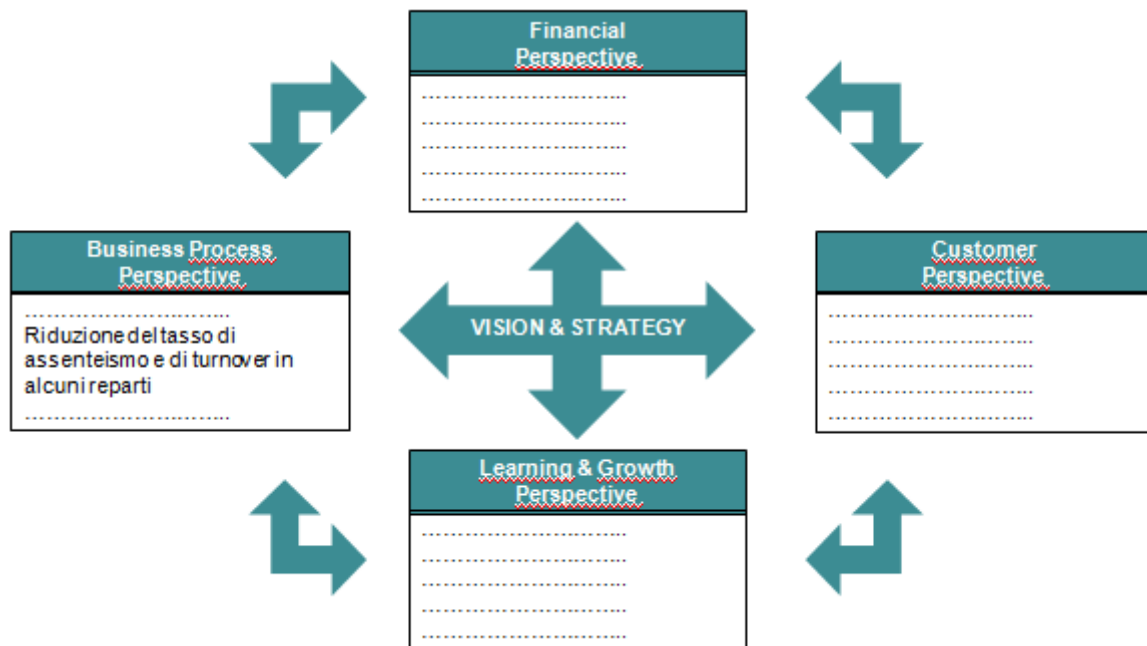 Financial
Perspective
……………………………..
……………………………..
……………………………..
……………………………..
……………………………..
Business Process
Perspective
……………………………..
Riduzione del tasso di
assenteismo e di turnover in
alcuni reparti
……………………………..
VISION & STRATEGY
Customer
Perspective
……………………………..
……………………………..
……………………………..
……………………………..
……………………………..
Learning & Growth
Perspective
……………………………..
……………………………..
……………………………..
……………………………..
……………………………..